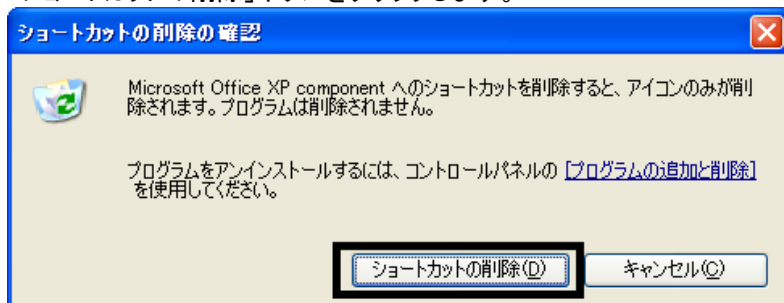 ショートカットの削除の確認
Microsoft Office XP component へのショートカットを削除すると、アイコンのみが削
除されます。プログラムは削除されません。
プログラムをアンインストールするには、コントロールパネルの [プログラムの追加と削除]
を使用してください。
ショートカットの削除(D)
キャンセル(C)